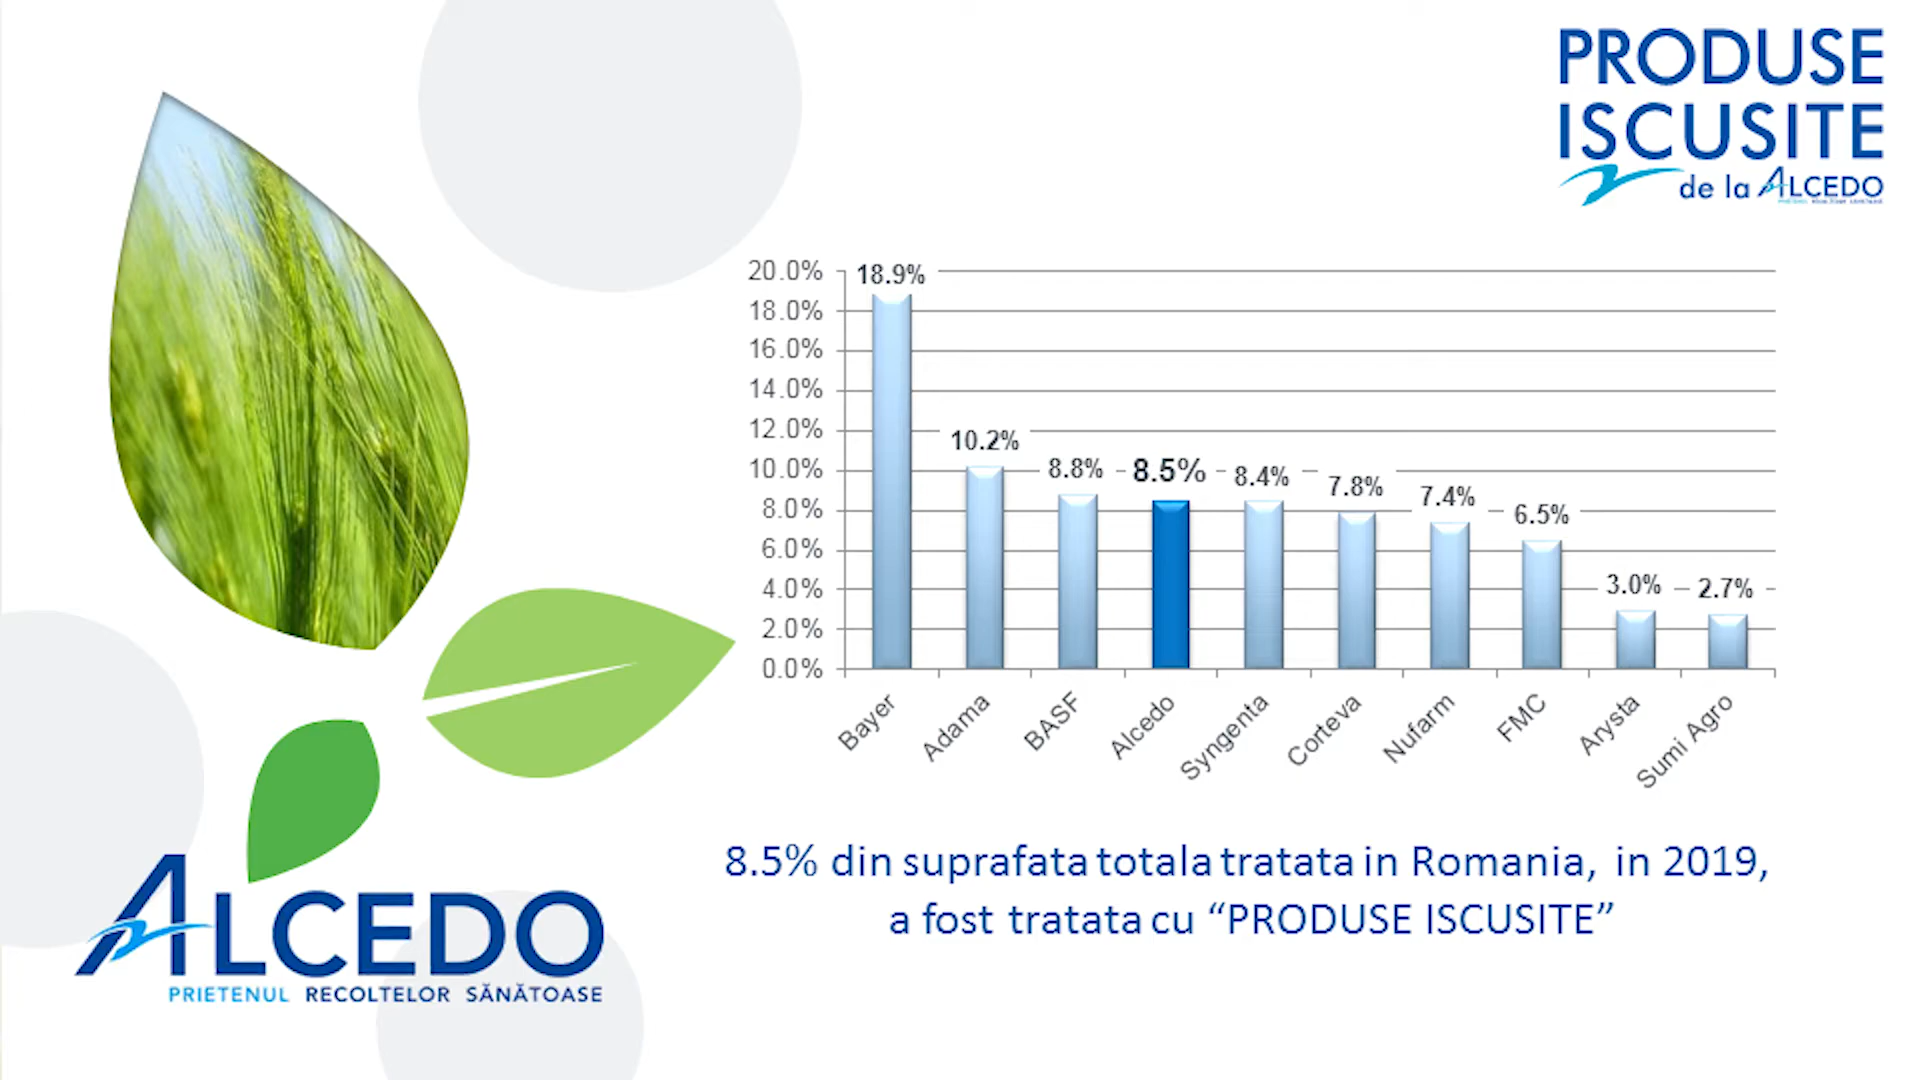 PRODUSE
ISCUSITE
de la ALCEDO
20.0%
18.0%
16.0%
14.0%
12.0%
10.0%
8.0%
6.0%
4.0%
2.0%
0.0%
18.9%
10.2%
8.8%
8.5%
8.4%
7.8%
7.4%
6.5%
3.0%
2.7%
Bayer
Adama
BASF
Alcedo
Syngenta
Corteva
Nufarm
FMC
Arysta
Sumi Agro
8.5% din suprafata totala tratata in Romania, in 2019,
a fost tratata cu “PRODUSE ISCUSITE”
ALCEDO
PRIETENUL RECOLTELOR SĂNĂTOASE